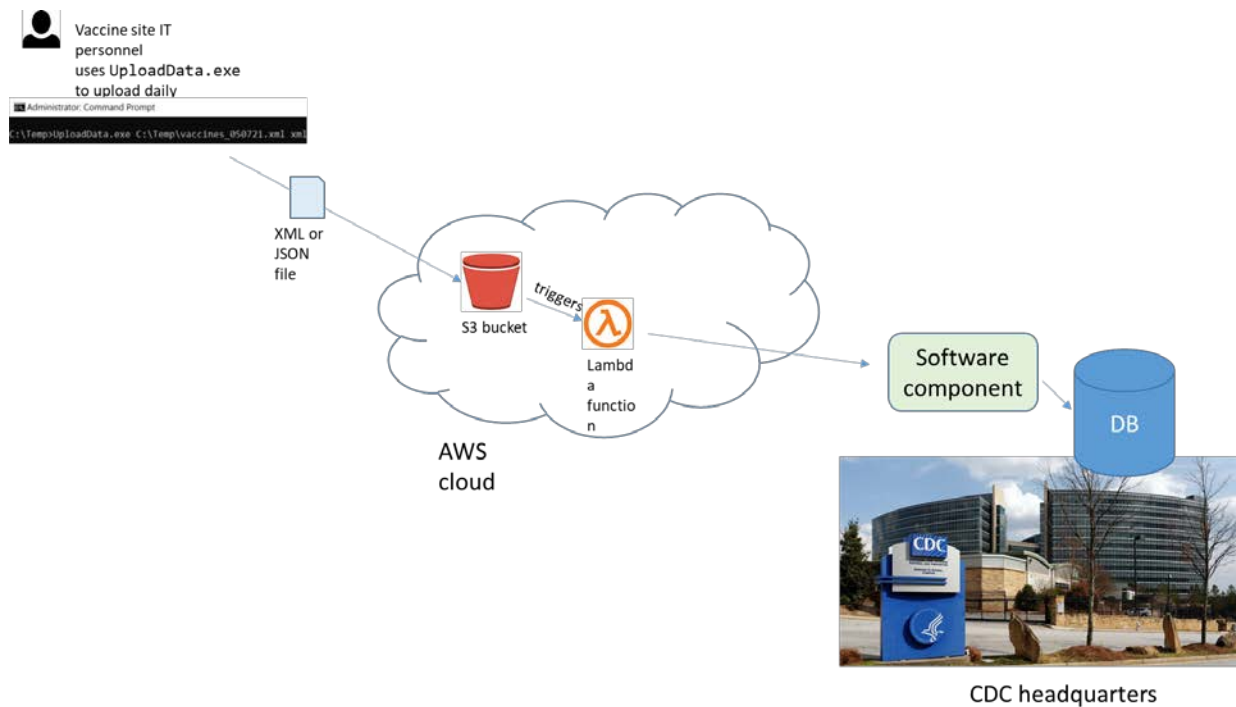 Vaccine site IT
personnel
uses UploadData.exe
to upload daily
Administrator: Command Prompt
C:\Temp>UploadData.exe C:\Temp\vaccines_050721.xml xml
XML or
JSON
file
S3 bucket
triggers
Lambd
a
functio
n
AWS
cloud
Software
component
DB
CDC
CDC headquarters